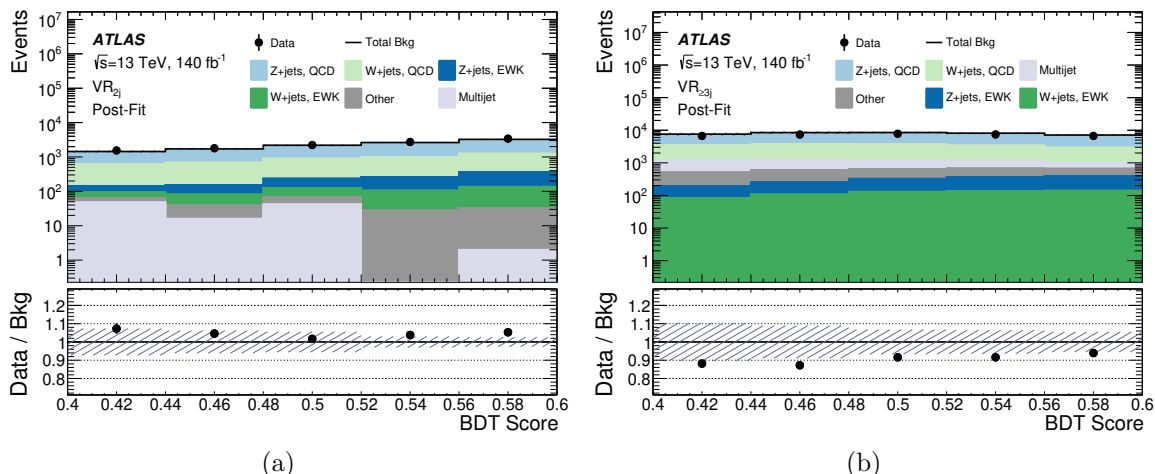 Events
10⁷
10⁶
10⁵
10⁴
10³
10²
10
1
ATLAS
√s=13 TeV, 140 fb⁻¹
VR₂ⱼ
Post-Fit
Data
Total Bkg
Z+jets, QCD
W+jets, QCD
Z+jets, EWK
W+jets, EWK
Other
Multijet
Data / Bkg
1.2
1.1
1
0.9
0.8
0.4 0.42 0.44 0.46 0.48 0.5 0.52 0.54 0.56 0.58 0.6
BDT Score
(a)
Events
10⁷
10⁶
10⁵
10⁴
10³
10²
10
1
ATLAS
√s=13 TeV, 140 fb⁻¹
VR≥3j
Post-Fit
Data
Total Bkg
Z+jets, QCD
W+jets, QCD
Multijet
Other
Z+jets, EWK
W+jets, EWK
Data / Bkg
1.2
1.1
1
0.9
0.8
0.4 0.42 0.44 0.46 0.48 0.5 0.52 0.54 0.56 0.58 0.6
BDT Score
(b)